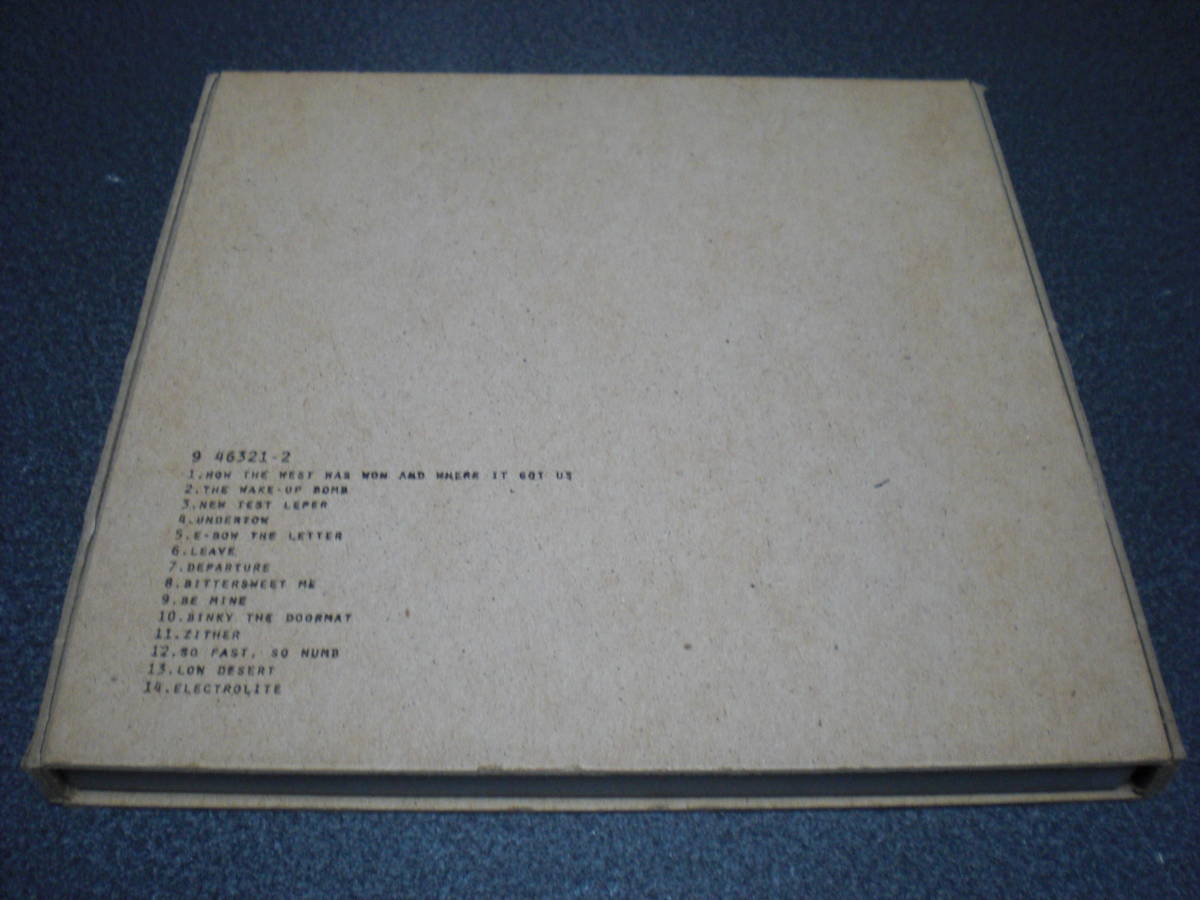 9 46321-2
1.HOW THE WEST WAS WON AND WHERE IT GOT US
2.THE WAKE-UP BOMB
3.NEW TEST LEPER
4.UNDERTOW
5.E-BOW THE LETTER
6.LEAVE
7.DEPARTURE
8.BITTERSWEET ME
9.BE MINE
10.BINKY THE DOORMAT
11.ZITHER
12.SO FAST, SO NUMB
13.LOW DESERT
14.ELECTROLITE